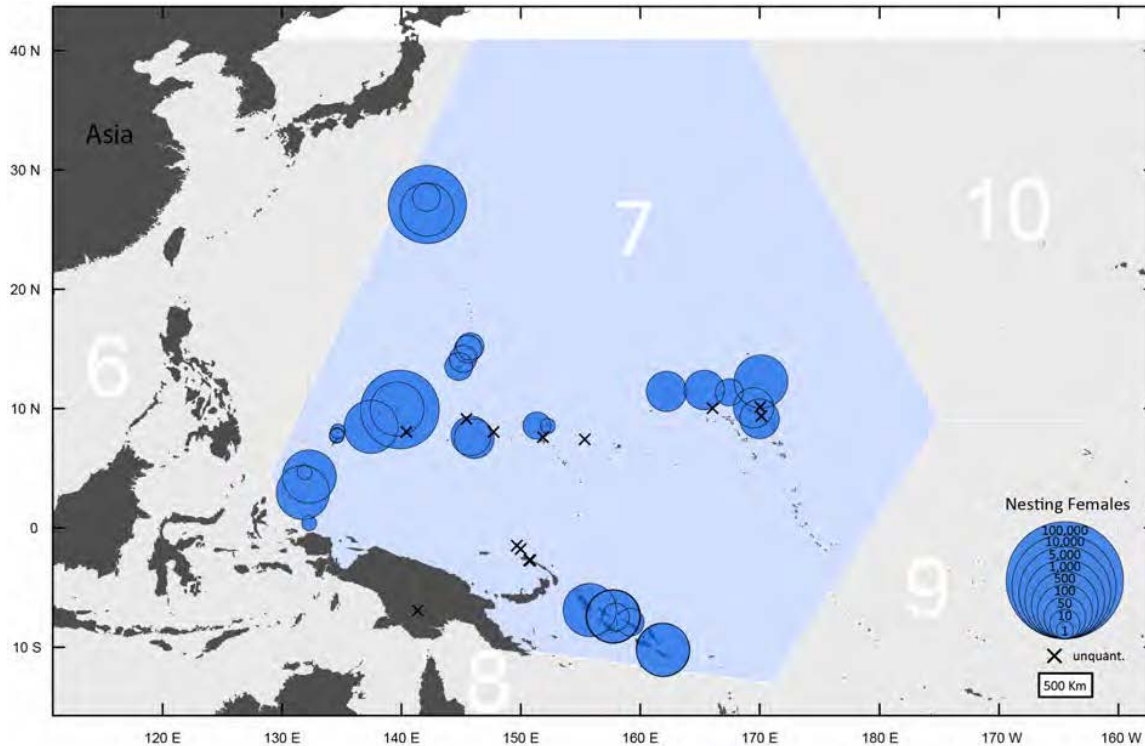 40 N
Asia
30 N
7
10
20 N
6
10 N
0
9
10 S
8
Nesting Females
100,000
10,000
5,000
1,000
500
100
50
10
1
unquant.
500 Km
120 E
130 E
140 E
150 E
160 E
170 E
180 E
170 W
160 W